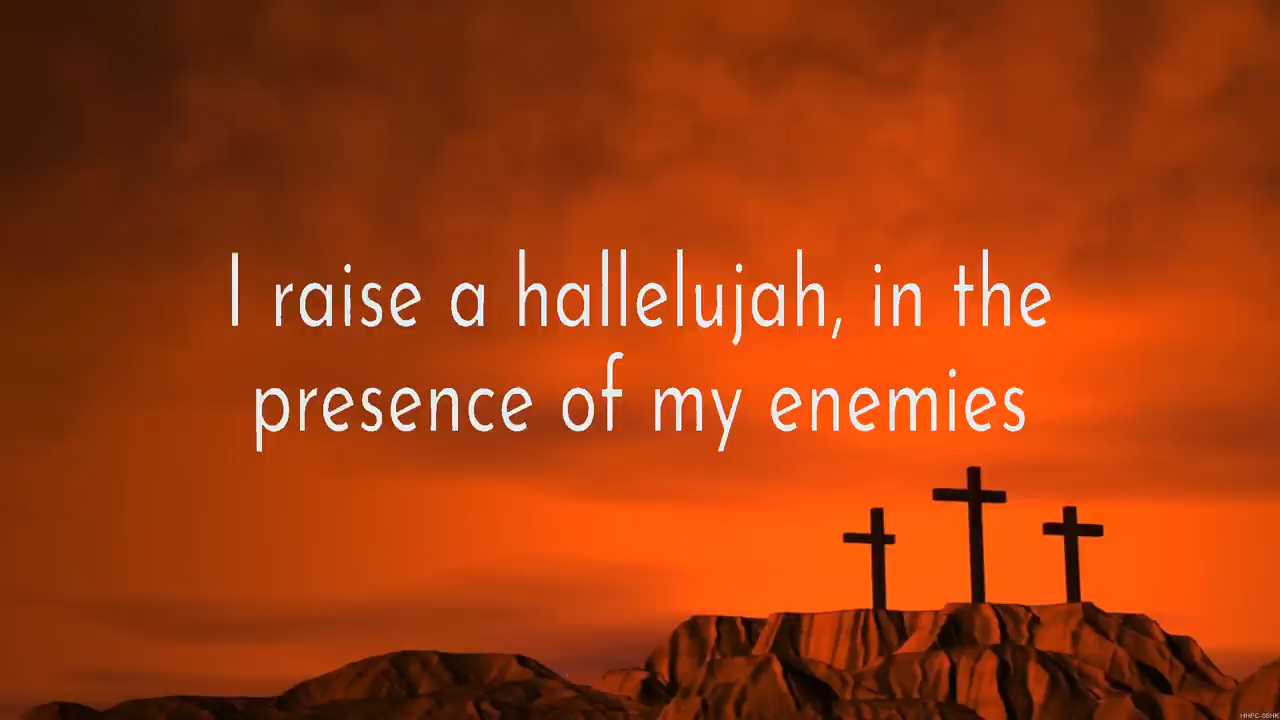 I raise a hallelujah, in the
presence of my enemies